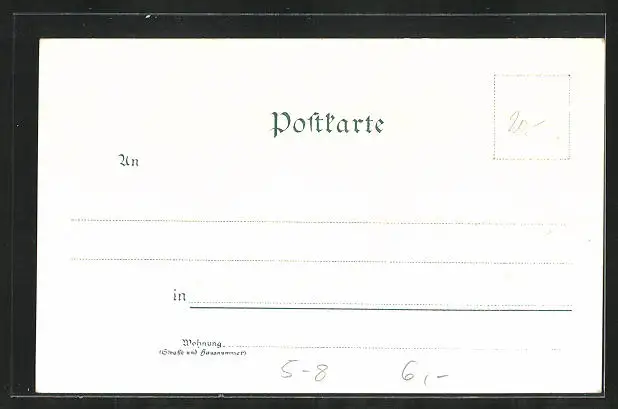 Postkarte
20,-
An
in
Wohnung
(Straße und Hausnummer)
5-8 6,-